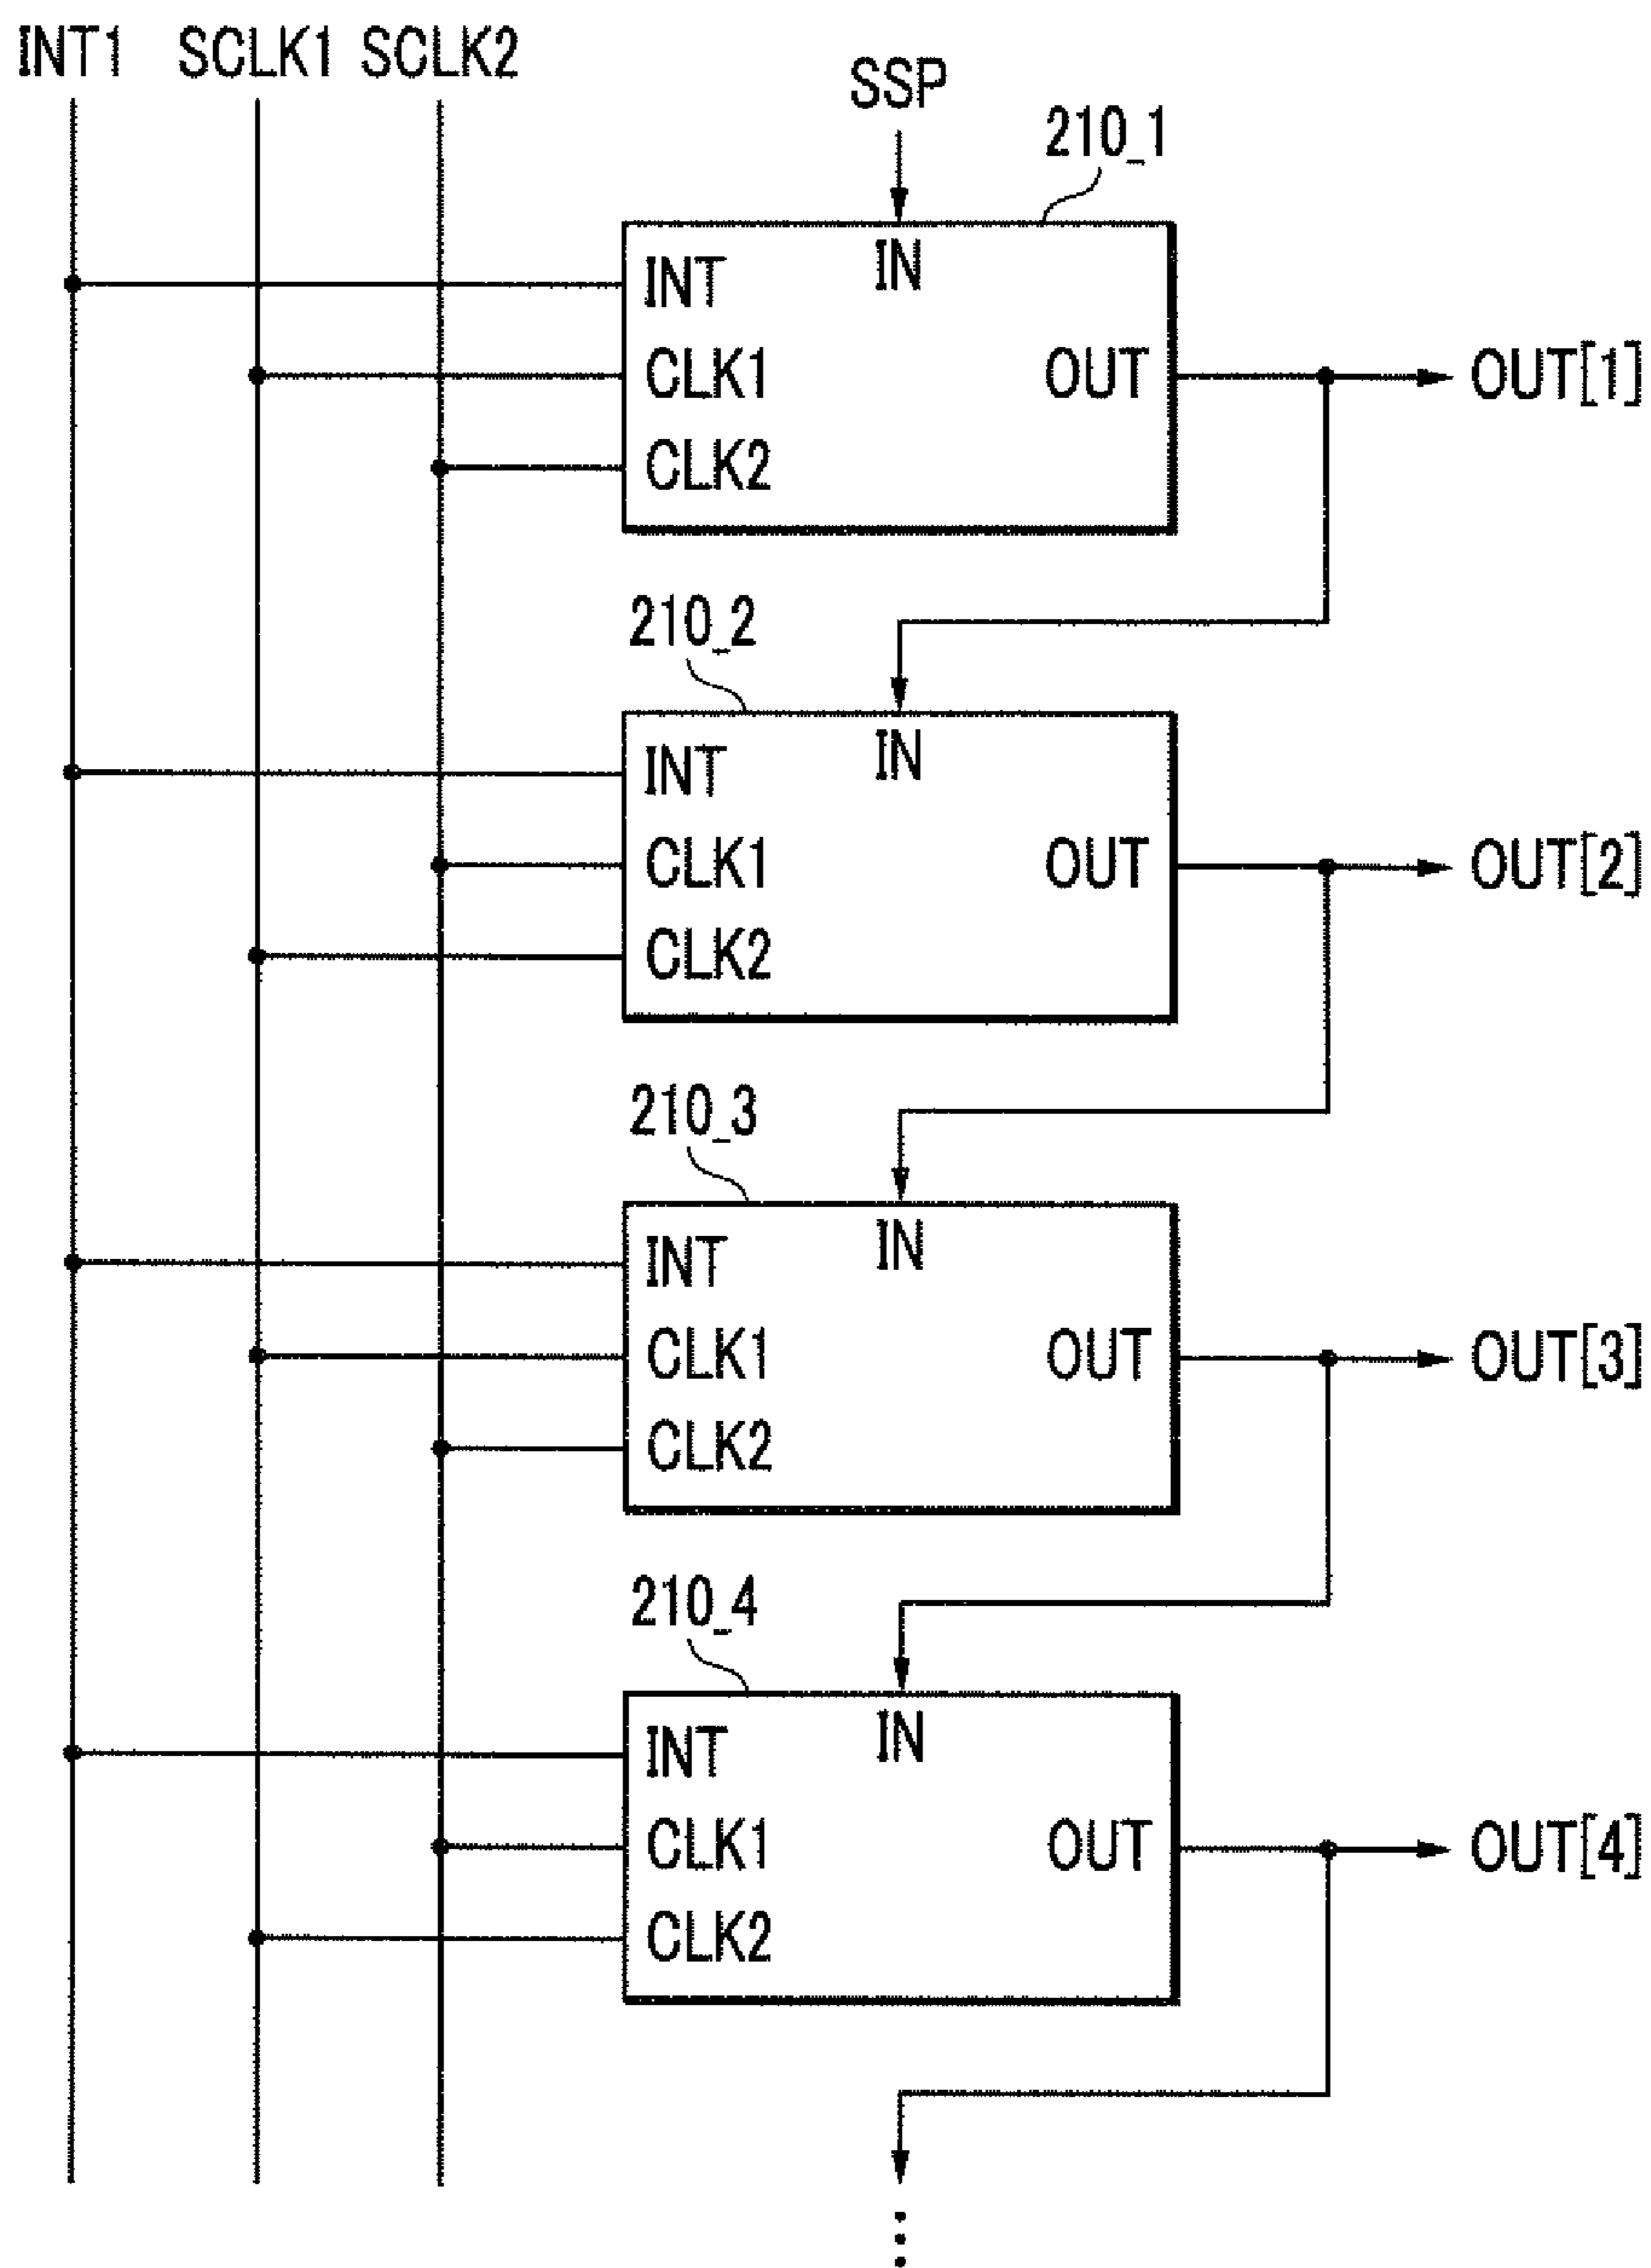 INT1 SCLK1 SCLK2
SSP
210_1
IN
INT
CLK1
OUT
OUT[1]
CLK2
210_2
IN
INT
CLK1
OUT
OUT[2]
CLK2
210_3
IN
INT
CLK1
OUT
OUT[3]
CLK2
210_4
IN
INT
CLK1
OUT
OUT[4]
CLK2